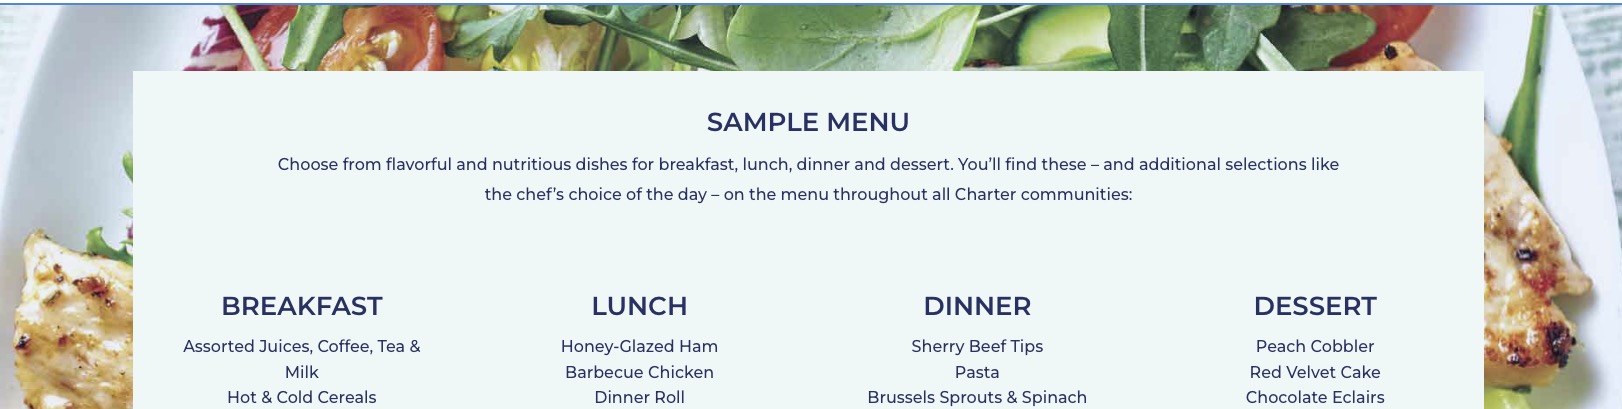 SAMPLE MENU
Choose from flavorful and nutritious dishes for breakfast, lunch, dinner and dessert. You’ll find these – and additional selections like
the chef’s choice of the day – on the menu throughout all Charter communities:
BREAKFAST
Assorted Juices, Coffee, Tea &
Milk
Hot & Cold Cereals
LUNCH
Honey-Glazed Ham
Barbecue Chicken
Dinner Roll
DINNER
Sherry Beef Tips
Pasta
Brussels Sprouts & Spinach
DESSERT
Peach Cobbler
Red Velvet Cake
Chocolate Eclairs